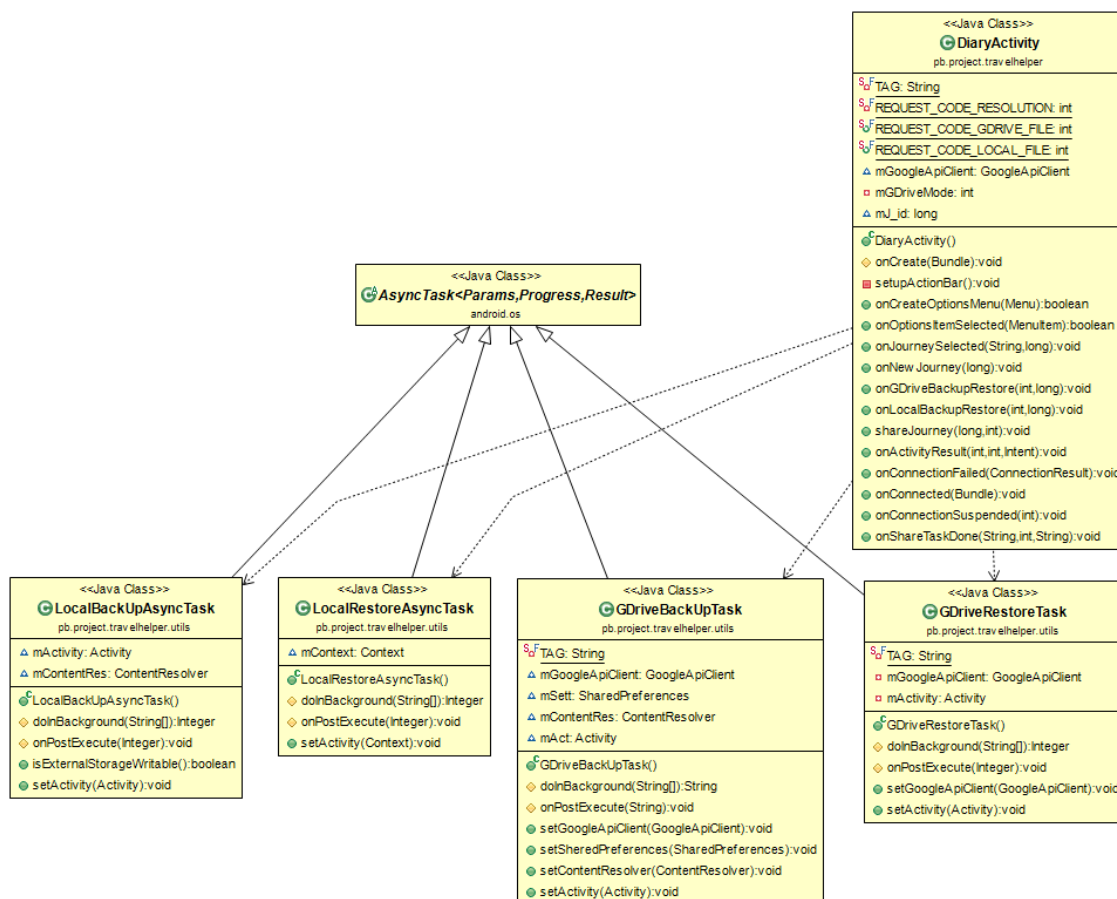 <<Java Class>>
DiaryActivity
pb.project.travelhelper
TAG: String
REQUEST_CODE_RESOLUTION: int
REQUEST_CODE_GDRIVE_FILE: int
REQUEST_CODE_LOCAL_FILE: int
mGoogleApiClient: GoogleApiClient
mGDriveMode: int
mJ_id: long
DiaryActivity()
onCreate(Bundle):void
setupActionBar():void
onCreateOptionsMenu(Menu):boolean
onOptionsItemSelected(MenuItem):boolean
onJourneySelected(String,long):void
onNewJourney(long):void
onGDriveBackupRestore(int,long):void
onLocalBackupRestore(int,long):void
shareJourney(long,int):void
onActivityResult(int,int,Intent):void
onConnectionFailed(ConnectionResult):void
onConnected(Bundle):void
onConnectionSuspended(int):void
onShareTaskDone(String,int,String):void
<<Java Class>>
AsyncTask<Params,Progress,Result>
android.os
<<Java Class>>
LocalBackUpAsyncTask
pb.project.travelhelper.utils
mActivity: Activity
mContentRes: ContentResolver
LocalBackUpAsyncTask()
doInBackground(String[]):Integer
onPostExecute(Integer):void
isExternalStorageWritable():boolean
setActivity(Activity):void
<<Java Class>>
LocalRestoreAsyncTask
pb.project.travelhelper.utils
mContext: Context
LocalRestoreAsyncTask()
doInBackground(String[]):Integer
onPostExecute(Integer):void
setActivity(Context):void
<<Java Class>>
GDriveBackUpTask
pb.project.travelhelper.utils
TAG: String
mGoogleApiClient: GoogleApiClient
mSett: SharedPreferences
mContentRes: ContentResolver
mAct: Activity
GDriveBackUpTask()
doInBackground(String[]):String
onPostExecute(String):void
setGoogleApiClient(GoogleApiClient):void
setSheredPreferences(SharedPreferences):void
setContentResolver(ContentResolver):void
setActivity(Activity):void
<<Java Class>>
GDriveRestoreTask
pb.project.travelhelper.utils
TAG: String
mGoogleApiClient: GoogleApiClient
mActivity: Activity
GDriveRestoreTask()
doInBackground(String[]):Integer
onPostExecute(Integer):void
setGoogleApiClient(GoogleApiClient):void
setActivity(Activity):void